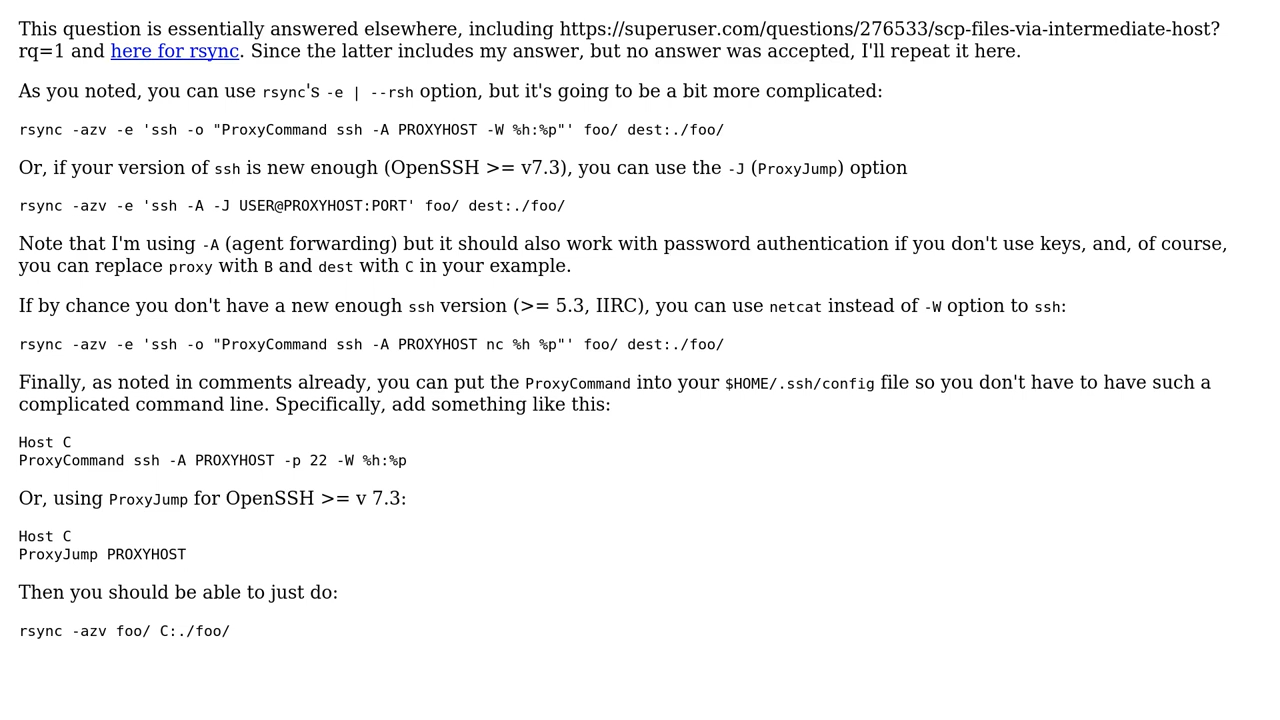 This question is essentially answered elsewhere, including https://superuser.com/questions/276533/scp-files-via-intermediate-host?
rq=1 and here for rsync. Since the latter includes my answer, but no answer was accepted, I'll repeat it here.
As you noted, you can use rsync's -e | --rsh option, but it's going to be a bit more complicated:
rsync -azv -e 'ssh -o "ProxyCommand ssh -A PROXYHOST -W %h:%p"' foo/ dest:./foo/
Or, if your version of ssh is new enough (OpenSSH >= v7.3), you can use the -J (ProxyJump) option
rsync -azv -e 'ssh -A -J USER@PROXYHOST:PORT' foo/ dest:./foo/
Note that I'm using -A (agent forwarding) but it should also work with password authentication if you don't use keys, and, of course,
you can replace proxy with B and dest with C in your example.
If by chance you don't have a new enough ssh version (>= 5.3, IIRC), you can use netcat instead of -W option to ssh:
rsync -azv -e 'ssh -o "ProxyCommand ssh -A PROXYHOST nc %h %p"' foo/ dest:./foo/
Finally, as noted in comments already, you can put the ProxyCommand into your $HOME/.ssh/config file so you don't have to have such a
complicated command line. Specifically, add something like this:
Host C
ProxyCommand ssh -A PROXYHOST -p 22 -W %h:%p
Or, using ProxyJump for OpenSSH >= v 7.3:
Host C
ProxyJump PROXYHOST
Then you should be able to just do:
rsync -azv foo/ C:./foo/